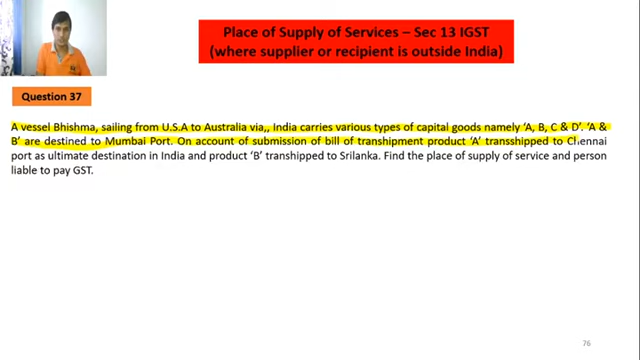 Place of Supply of Services – Sec 13 IGST
(where supplier or recipient is outside India)
Question 37
A vessel Bhishma, sailing from U.S.A to Australia via,, India carries various types of capital goods namely ‘A, B, C & D’. ‘A &
B’ are destined to Mumbai Port. On account of submission of bill of transhipment product ‘A’ transshipped to Chennai
port as ultimate destination in India and product ‘B’ transhipped to Srilanka. Find the place of supply of service and person
liable to pay GST.
76